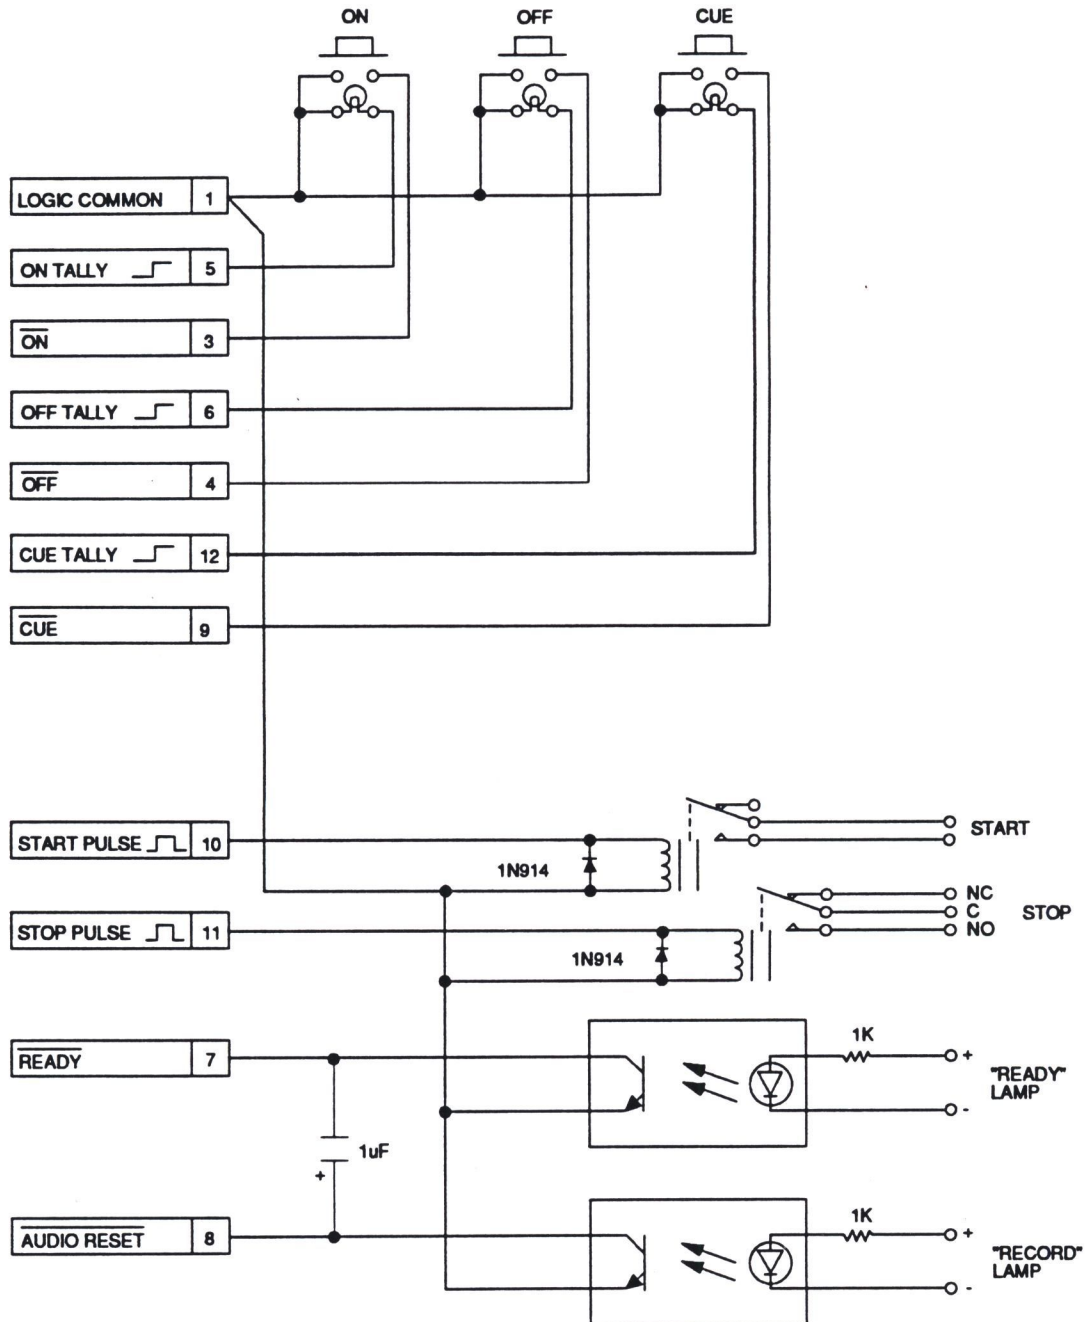 ON OFF CUE
LOGIC COMMON 1
ON TALLY 5
ON 3
OFF TALLY 6
OFF 4
CUE TALLY 12
CUE 9
START PULSE 10
1N914
START
NC
C
NO
STOP
STOP PULSE 11
1N914
READY 7
1K
+
-
"READY"
LAMP
1uF
+
AUDIO RESET 8
1K
+
-
"RECORD"
LAMP